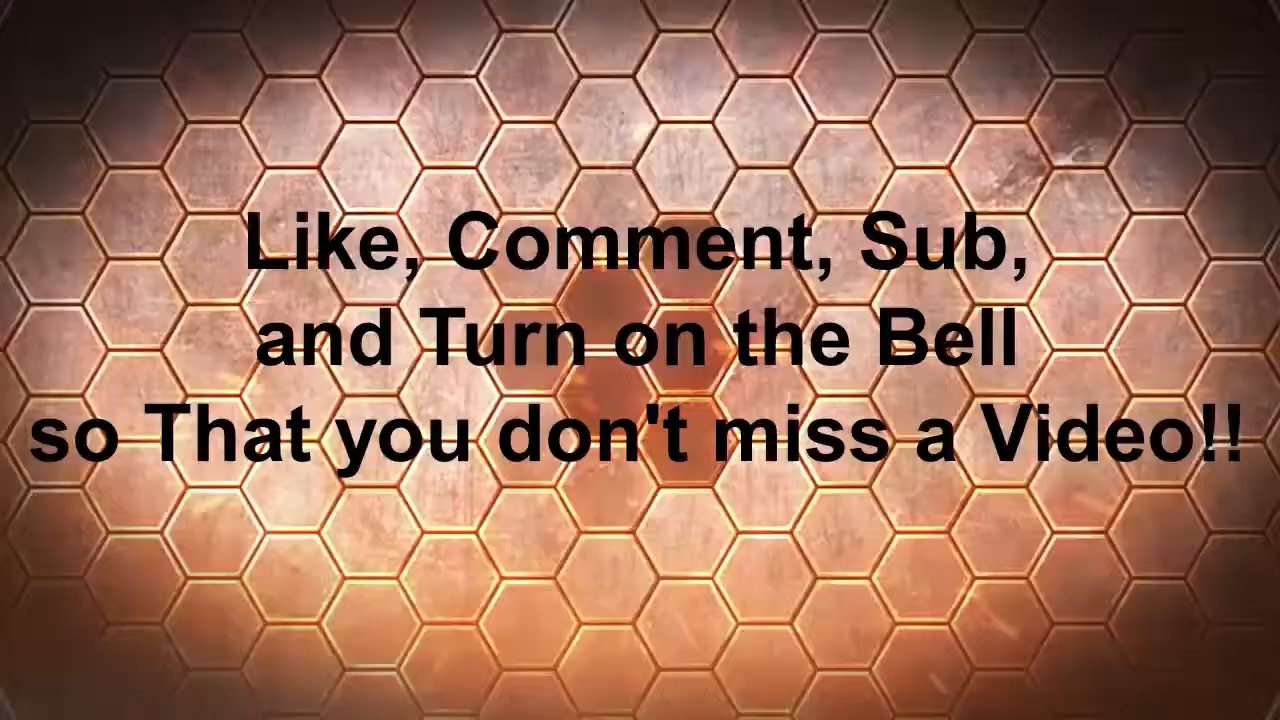 Like, Comment, Sub,
and Turn on the Bell
so That you don't miss a Video!!